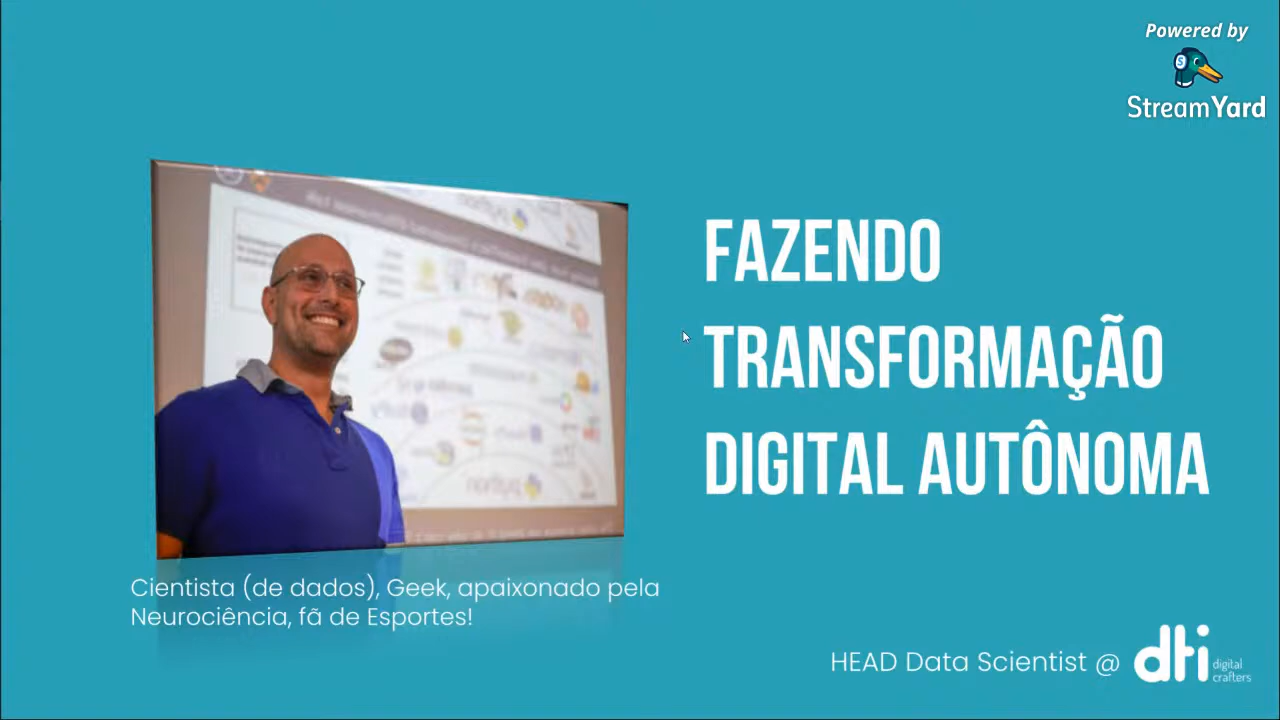 Powered by
StreamYard
FAZENDO
TRANSFORMAÇÃO
DIGITAL AUTÔNOMA
Cientista (de dados), Geek, apaixonado pela
Neurociência, fã de Esportes!
HEAD Data Scientist @ dti digital
crafters